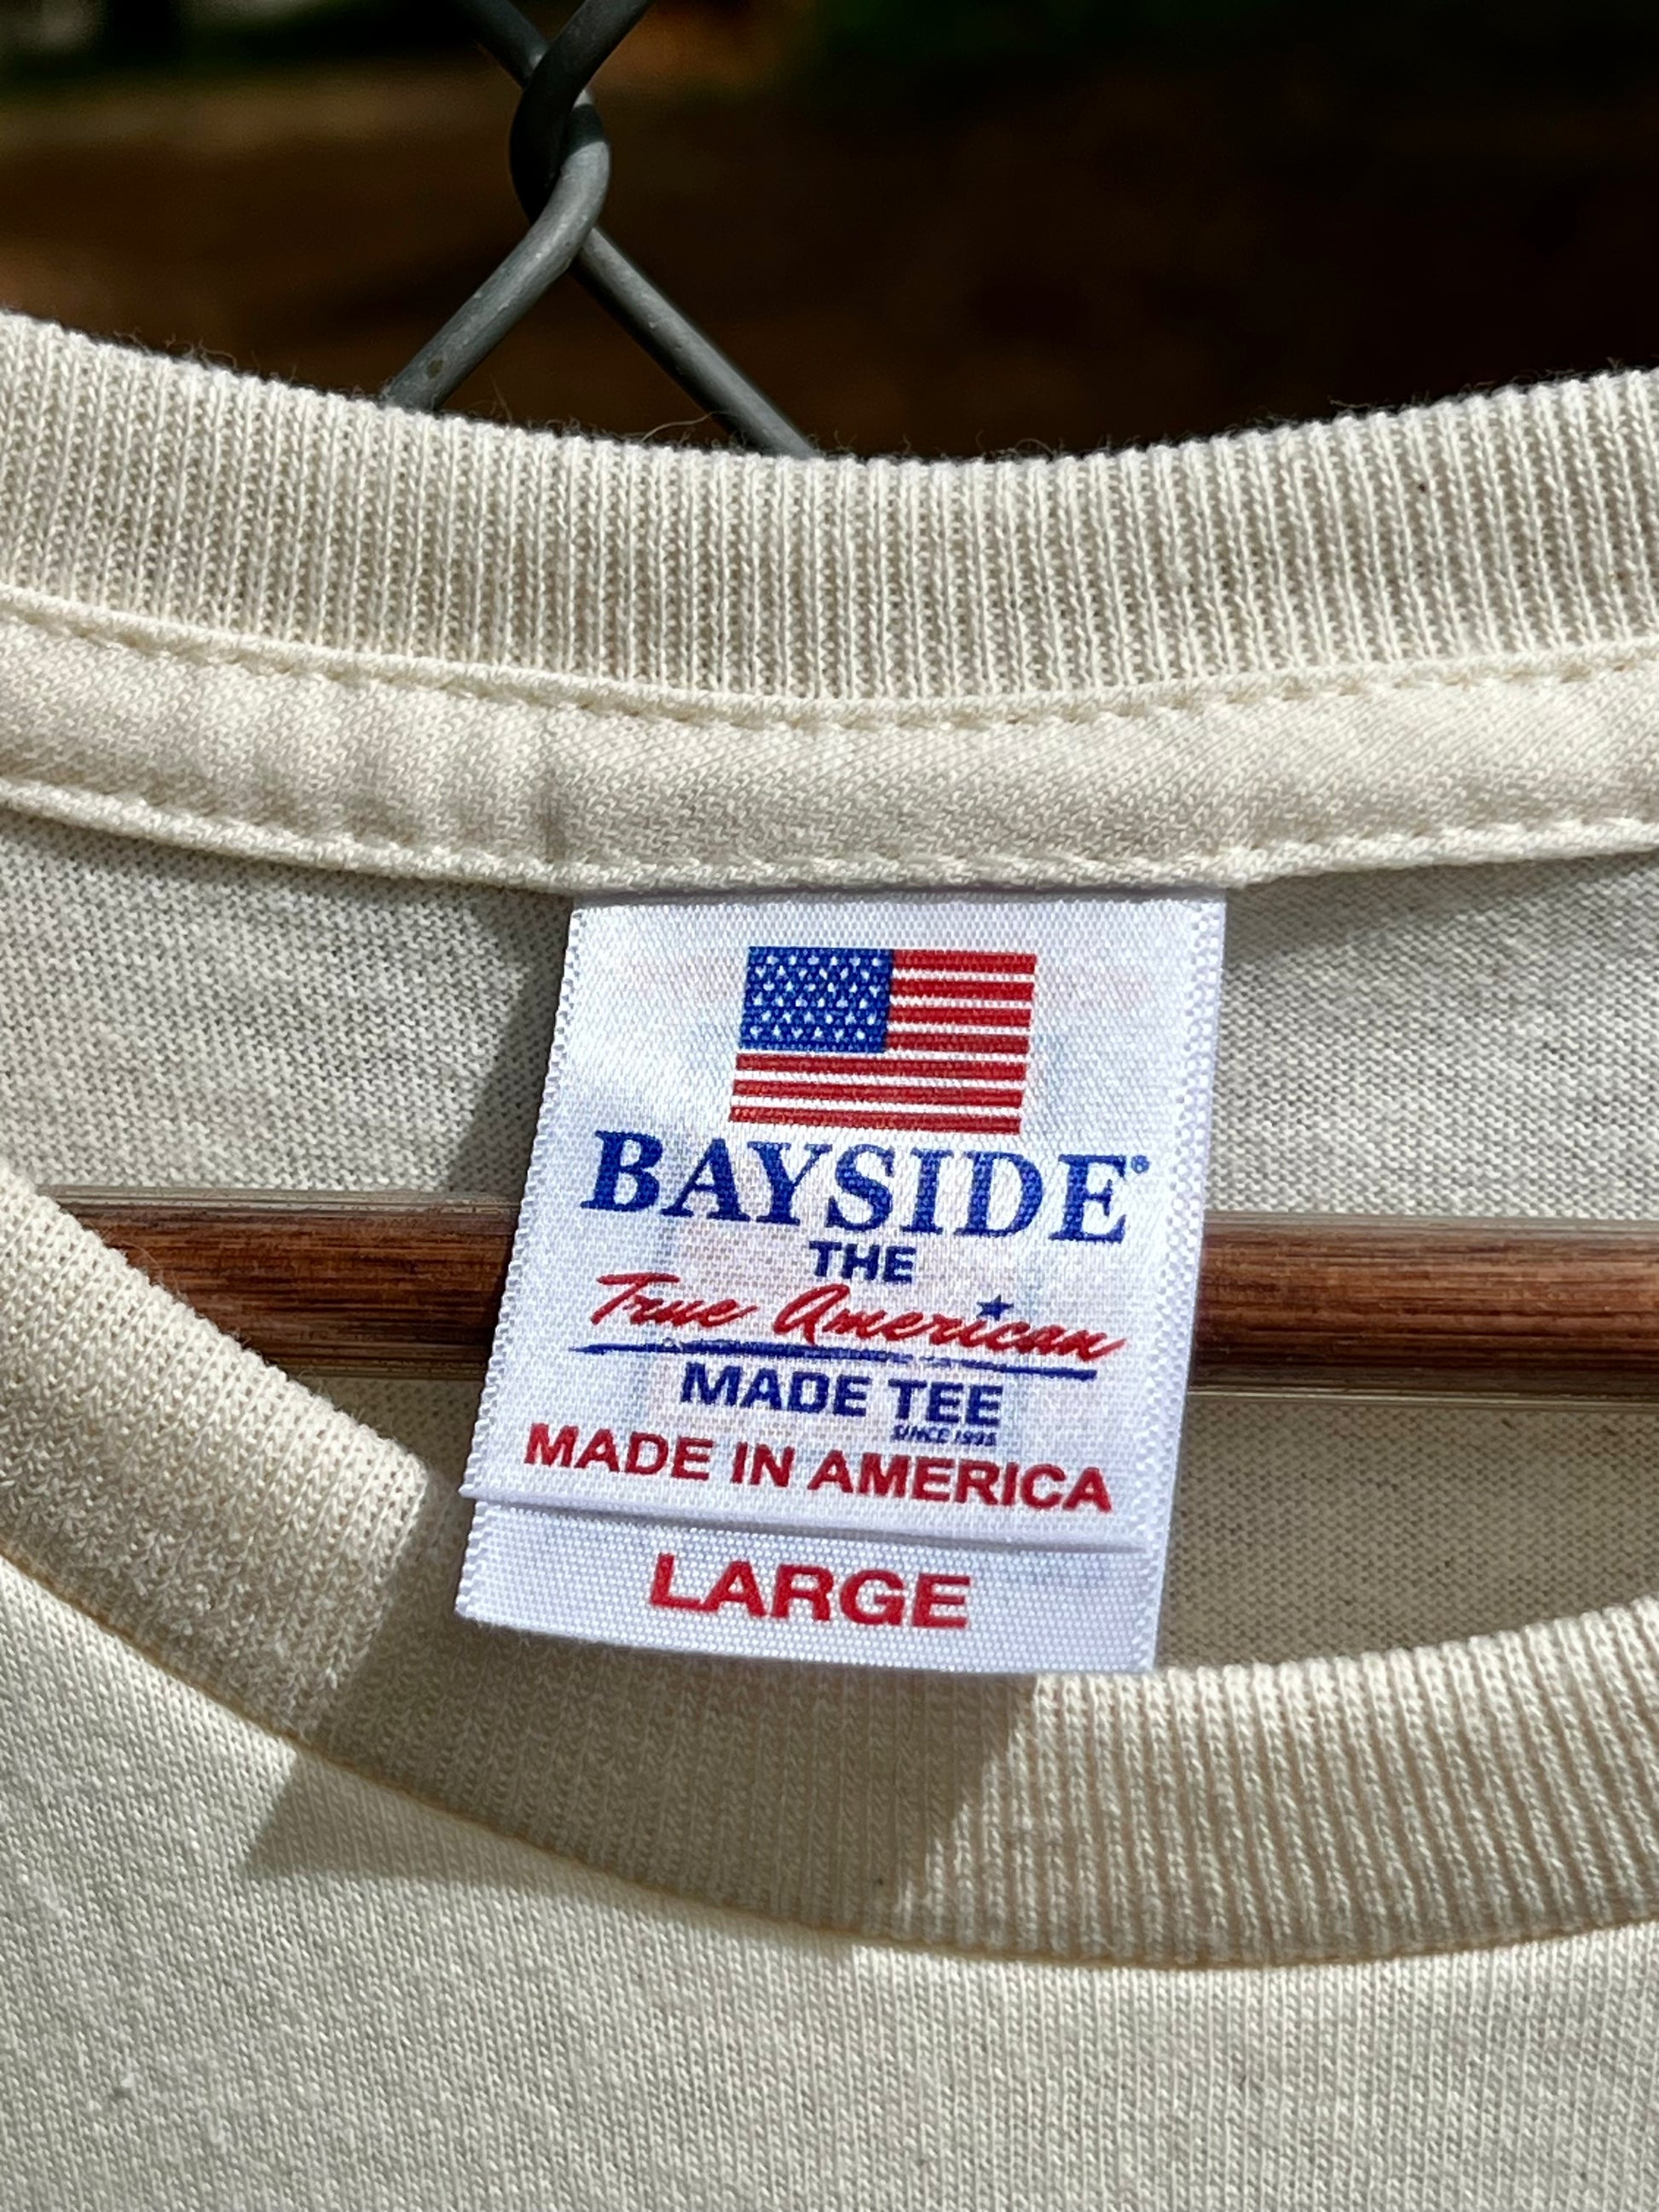 BAYSIDE®
THE
True American
MADE TEE
SINCE 1995
MADE IN AMERICA
LARGE